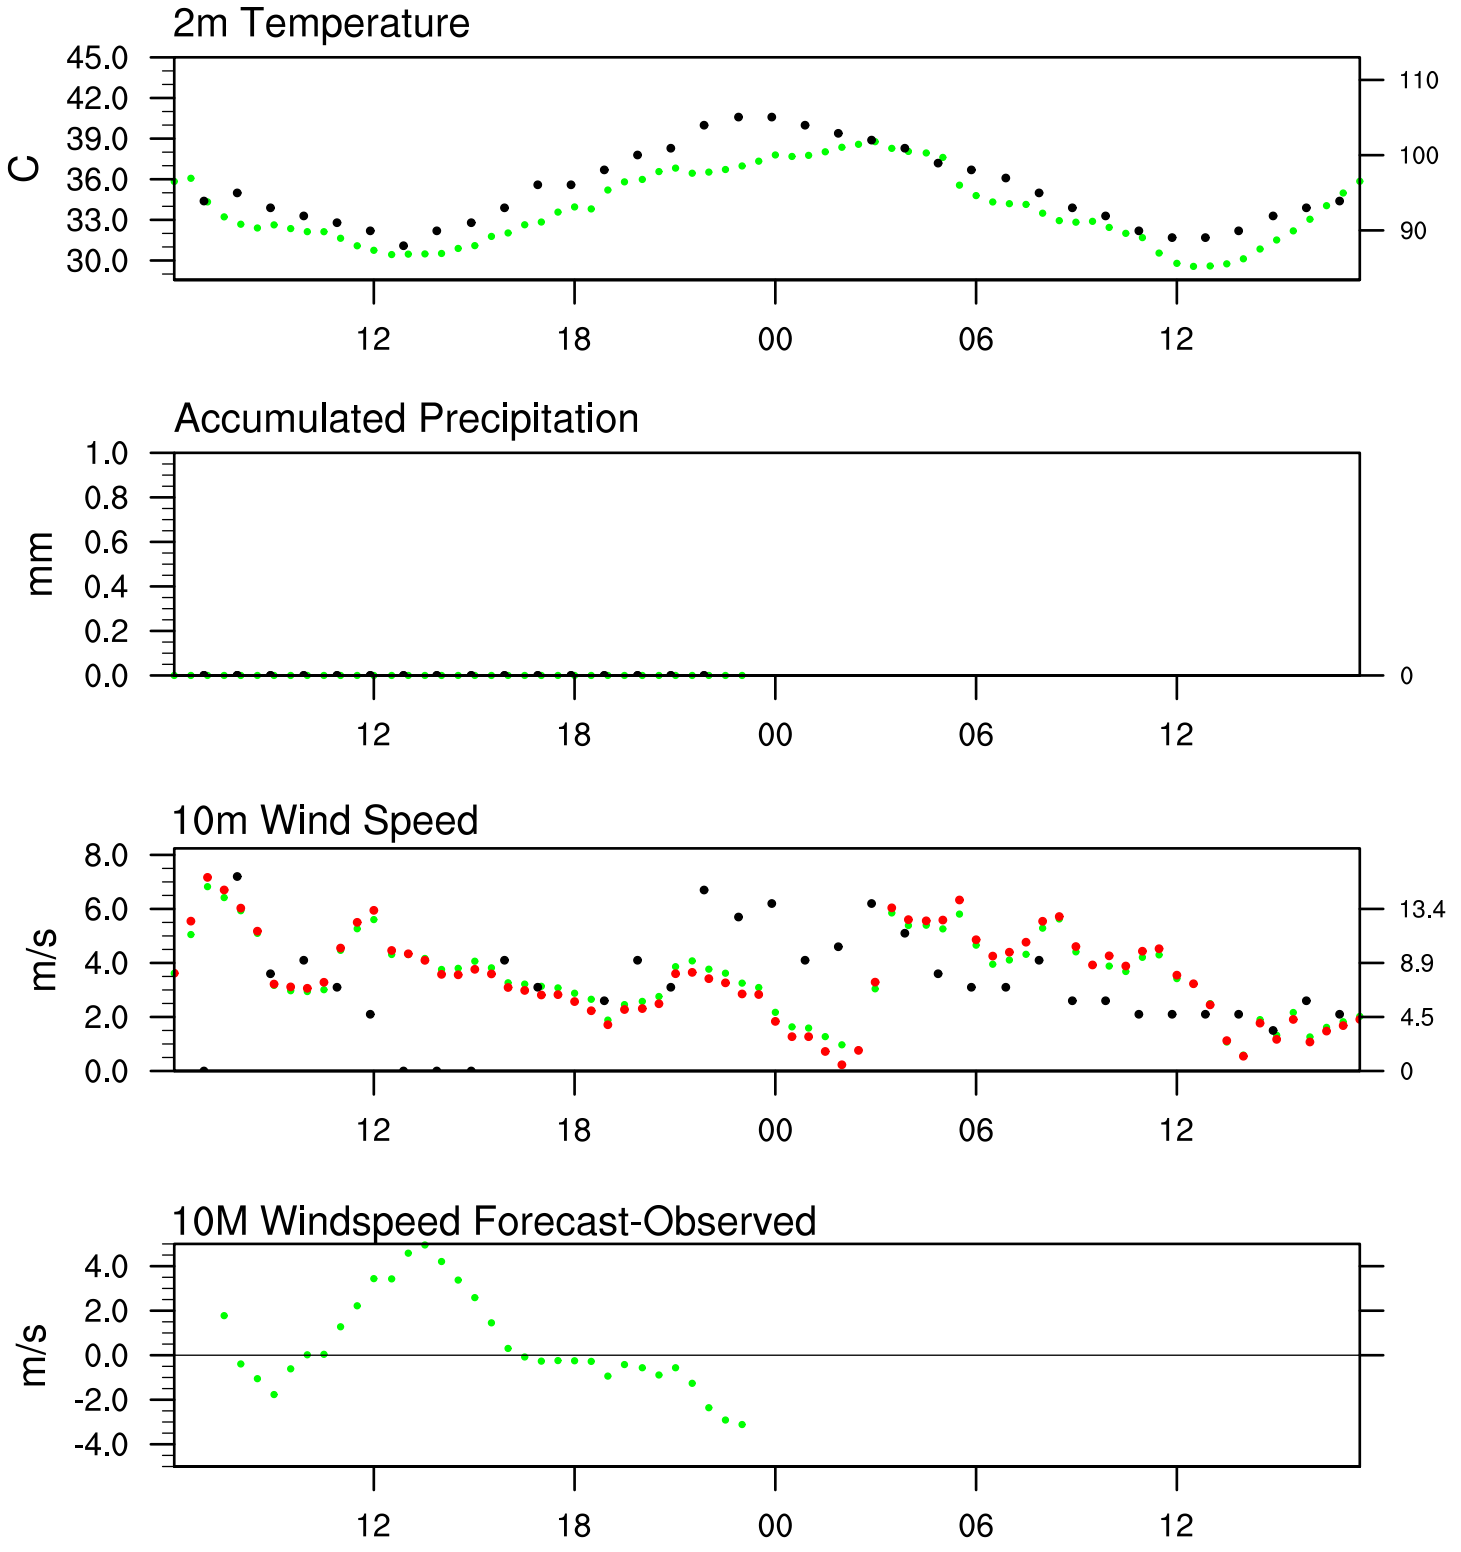 2m Temperature
45.0
42.0
39.0
36.0
33.0
30.0
C
110
100
90
12 18 00 06 12
Accumulated Precipitation
1.0
0.8
0.6
0.4
0.2
0.0
mm
0
12 18 00 06 12
10m Wind Speed
8.0
6.0
4.0
2.0
0.0
m/s
13.4
8.9
4.5
0
12 18 00 06 12
10M Windspeed Forecast-Observed
4.0
2.0
0.0
-2.0
-4.0
m/s
12 18 00 06 12